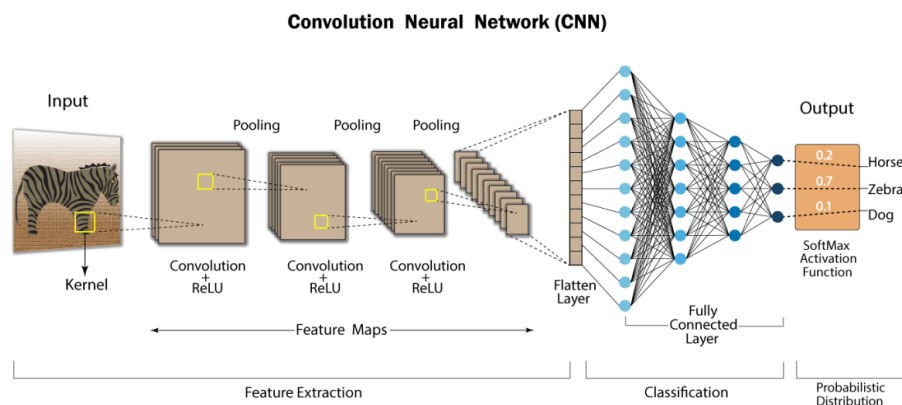 Convolution Neural Network (CNN)
Input
Kernel
Pooling
Pooling
Pooling
Convolution
+
ReLU
Convolution
+
ReLU
Convolution
+
ReLU
Feature Maps
Flatten
Layer
Fully
Connected
Layer
Output
0.2
0.7
0.1
Horse
Zebra
Dog
SoftMax
Activation
Function
Feature Extraction
Classification
Probabilistic
Distribution